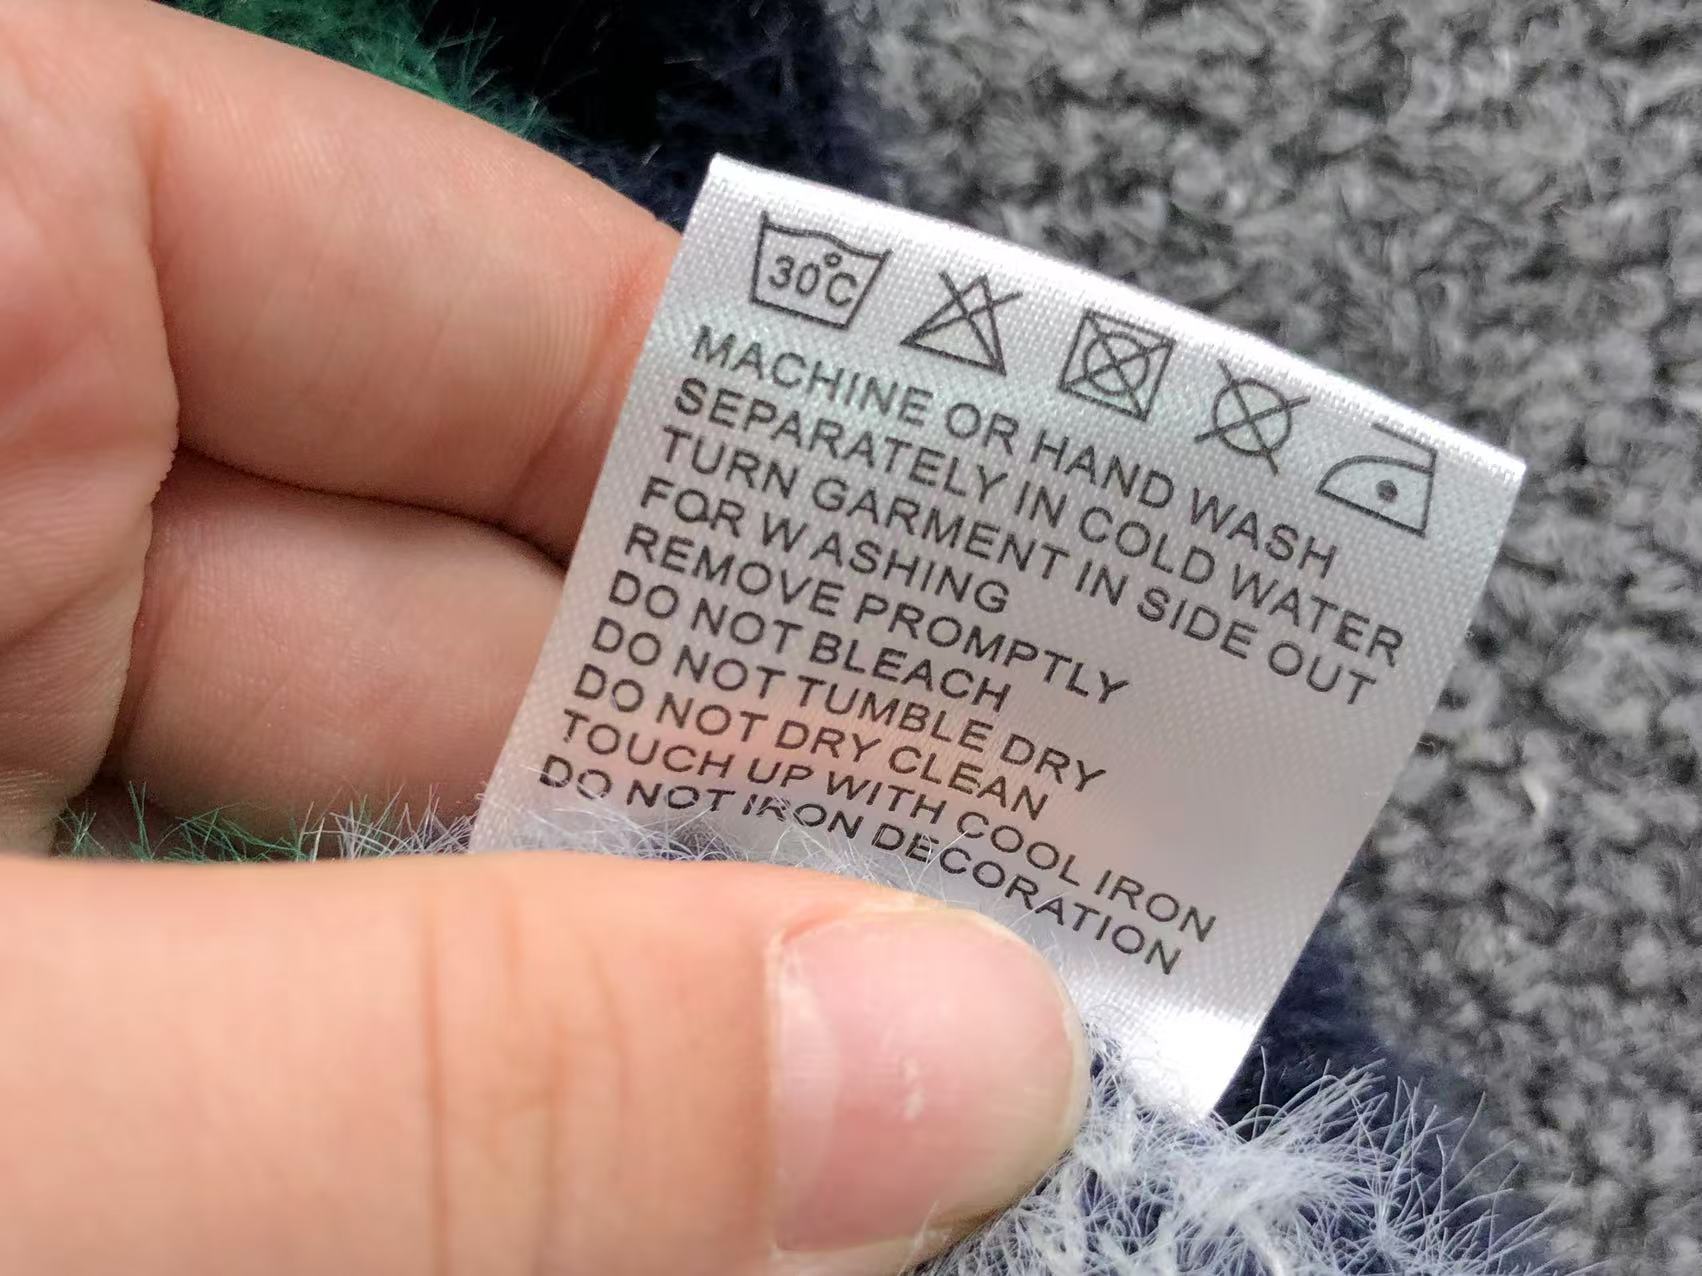 30°C
MACHINE OR HAND WASH
SEPARATELY IN COLD WATER
TURN GARMENT IN SIDE OUT
FOR W ASHING
REMOVE PROMPTLY
DO NOT BLEACH
DO NOT TUMBLE DRY
DO NOT DRY CLEAN
TOUCH UP WITH COOL IRON
DO NOT IRON DECORATION